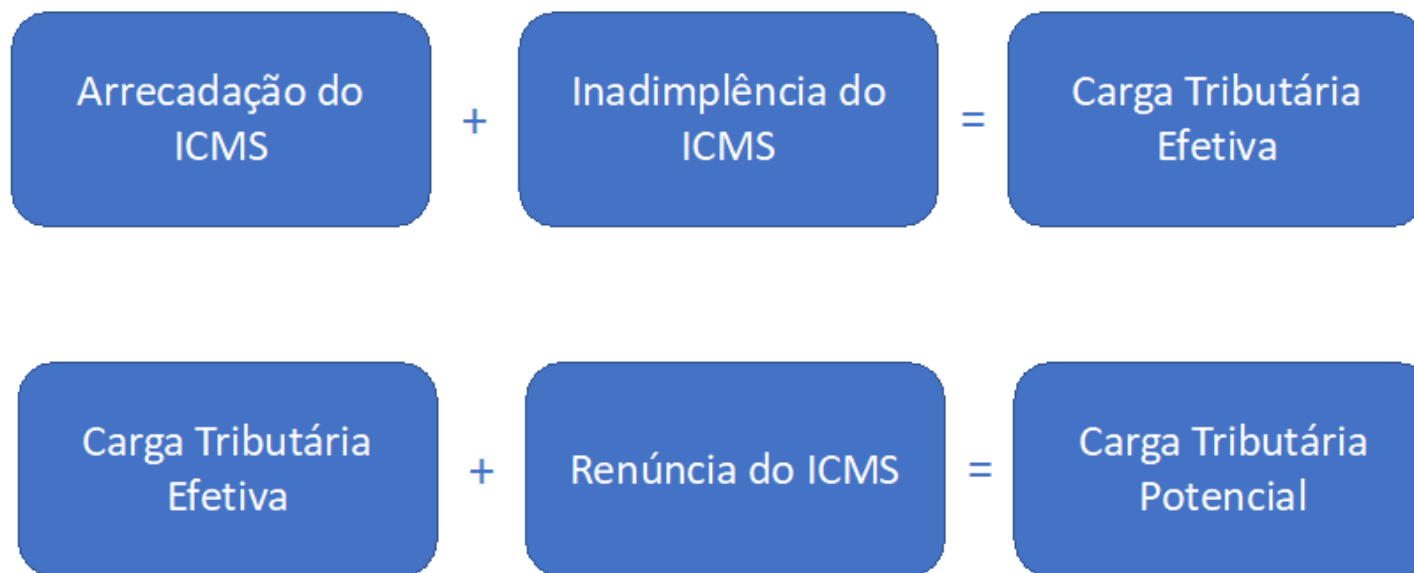 Arrecadação do
ICMS
+
Inadimplência do
ICMS
=
Carga Tributária
Efetiva
Carga Tributária
Efetiva
+
Renúncia do ICMS
=
Carga Tributária
Potencial